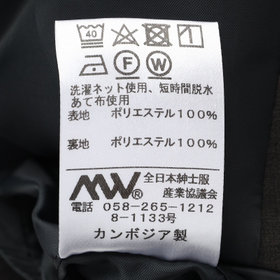 40
F W
洗濯ネット使用、短時間脱水
あて布使用
表地 ポリエステル100%
裏地 ポリエステル100%
MW® 全日本紳士服
産業協議会
電話 058-265-1212
8-1133号
カンボジア製